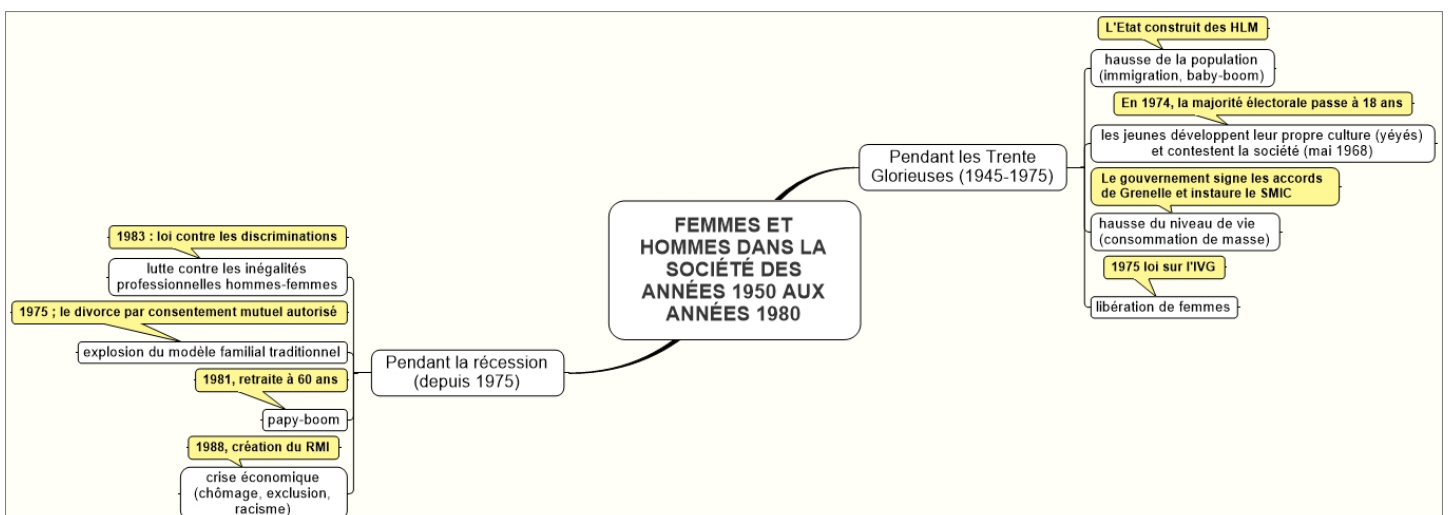 FEMMES ET
HOMMES DANS LA
SOCIÉTÉ DES
ANNÉES 1950 AUX
ANNÉES 1980
Pendant les Trente
Glorieuses (1945-1975)
L'Etat construit des HLM
hausse de la population
(immigration, baby-boom)
En 1974, la majorité électorale passe à 18 ans
les jeunes développent leur propre culture (yéyés)
et contestent la société (mai 1968)
Le gouvernement signe les accords
de Grenelle et instaure le SMIC
hausse du niveau de vie
(consommation de masse)
1975 loi sur l'IVG
libération de femmes
Pendant la récession
(depuis 1975)
1983 : loi contre les discriminations
lutte contre les inégalités
professionnelles hommes-femmes
1975 ; le divorce par consentement mutuel autorisé
explosion du modèle familial traditionnel
1981, retraite à 60 ans
papy-boom
1988, création du RMI
crise économique
(chômage, exclusion,
racisme)